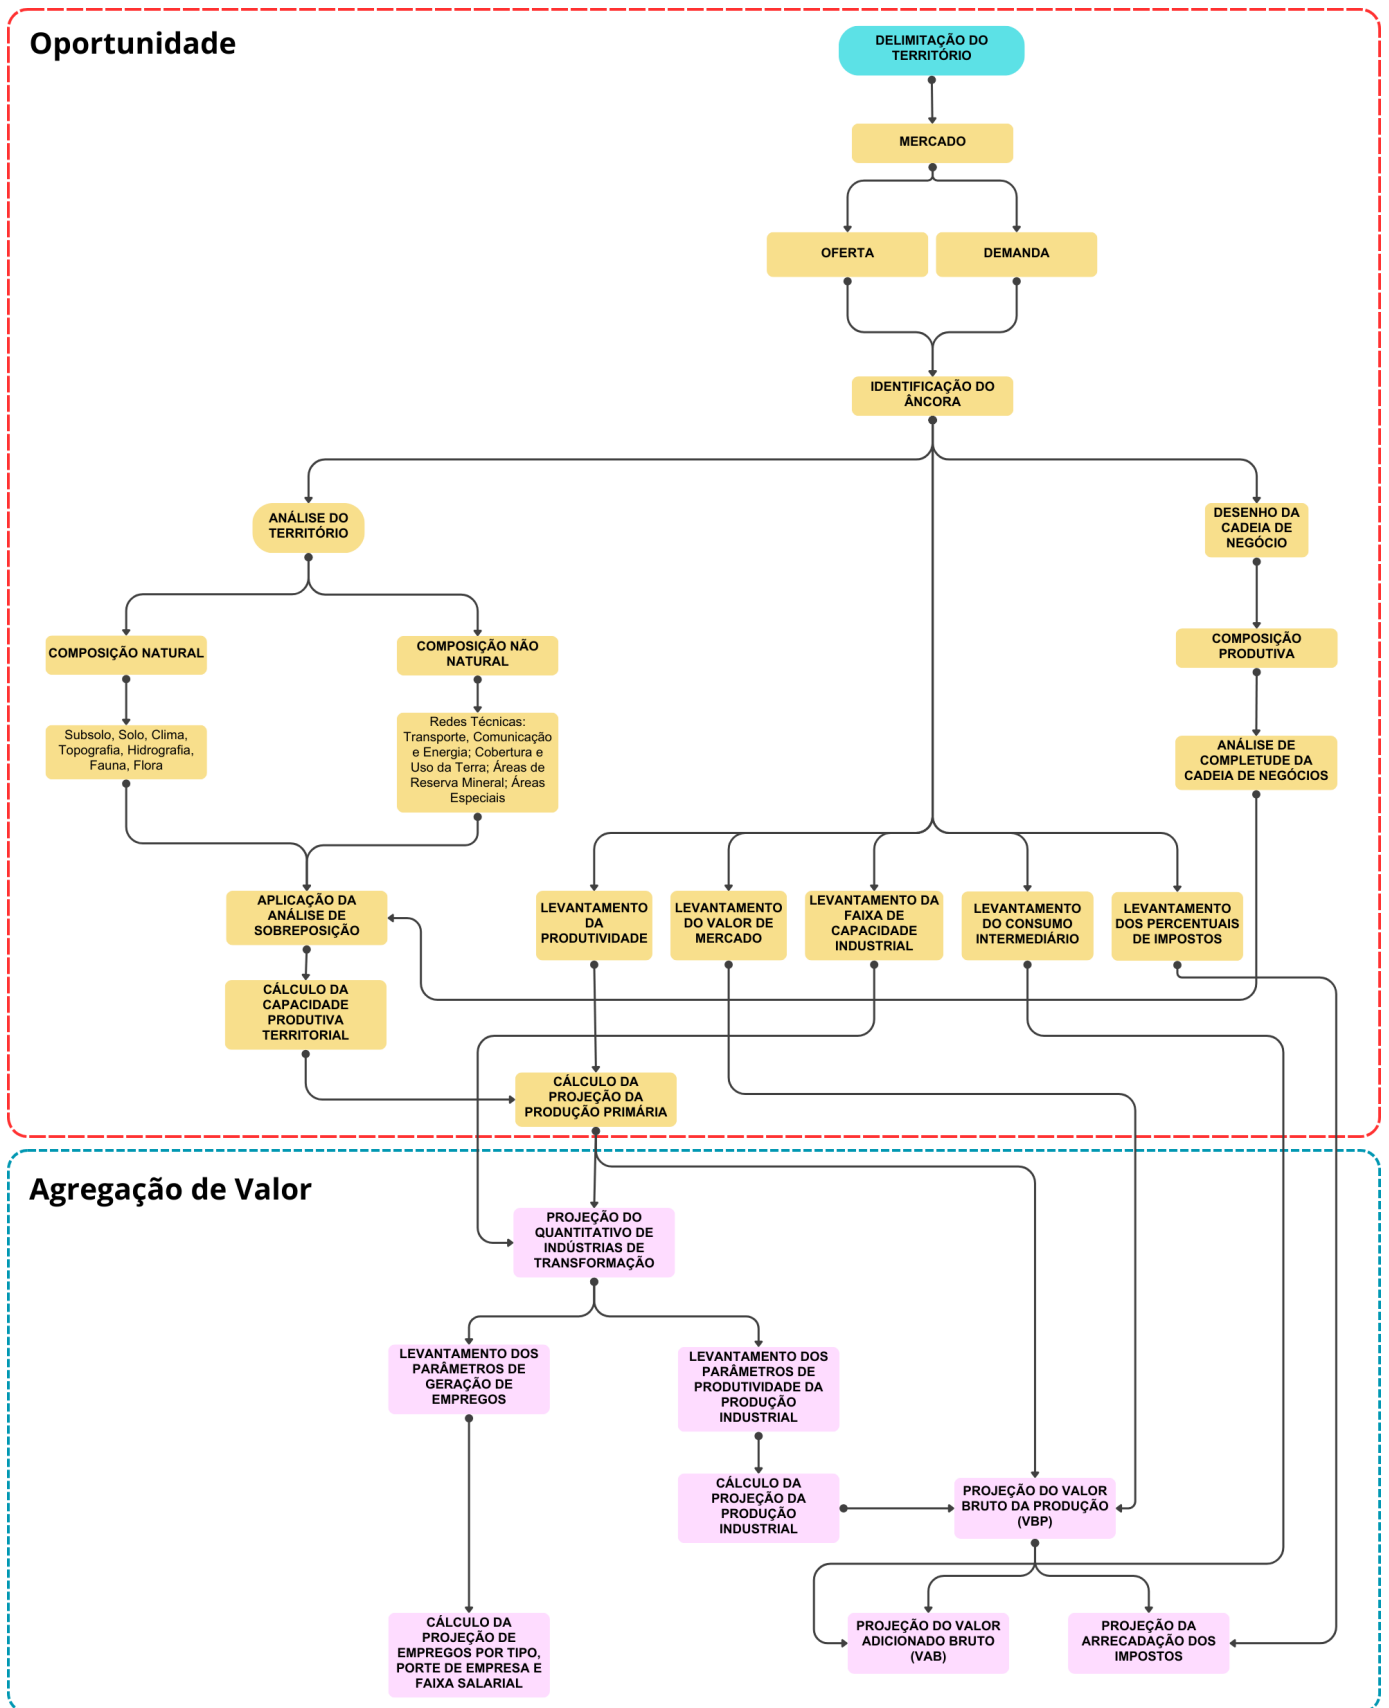 Oportunidade
DELIMITAÇÃO DO
TERRITÓRIO
MERCADO
OFERTA
DEMANDA
IDENTIFICAÇÃO DO
ÂNCORA
ANÁLISE DO
TERRITÓRIO
DESENHO DA
CADEIA DE
NEGÓCIO
COMPOSIÇÃO NATURAL
COMPOSIÇÃO NÃO
NATURAL
COMPOSIÇÃO
PRODUTIVA
Subsolo, Solo, Clima,
Topografia, Hidrografia,
Fauna, Flora
Redes Técnicas:
Transporte, Comunicação
e Energia; Cobertura e
Uso da Terra; Áreas de
Reserva Mineral; Áreas
Especiais
ANÁLISE DE
COMPLETUDE DA
CADEIA DE NEGÓCIOS
APLICAÇÃO DA
ANÁLISE DE
SOBREPOSIÇÃO
LEVANTAMENTO
DA
PRODUTIVIDADE
LEVANTAMENTO
DO VALOR DE
MERCADO
LEVANTAMENTO DA
FAIXA DE
CAPACIDADE
INDUSTRIAL
LEVANTAMENTO
DO CONSUMO
INTERMEDIÁRIO
LEVANTAMENTO
DOS PERCENTUAIS
DE IMPOSTOS
CÁLCULO DA
CAPACIDADE
PRODUTIVA
TERRITORIAL
CÁLCULO DA
PROJEÇÃO DA
PRODUÇÃO PRIMÁRIA
Agregação de Valor
PROJEÇÃO DO
QUANTITATIVO DE
INDÚSTRIAS DE
TRANSFORMAÇÃO
LEVANTAMENTO DOS
PARÂMETROS DE
GERAÇÃO DE
EMPREGOS
LEVANTAMENTO DOS
PARÂMETROS DE
PRODUTIVIDADE DA
PRODUÇÃO
INDUSTRIAL
CÁLCULO DA
PROJEÇÃO DA
PRODUÇÃO
INDUSTRIAL
PROJEÇÃO DO VALOR
BRUTO DA PRODUÇÃO
(VBP)
CÁLCULO DA
PROJEÇÃO DE
EMPREGOS POR TIPO,
PORTE DE EMPRESA E
FAIXA SALARIAL
PROJEÇÃO DO VALOR
ADICIONADO BRUTO
(VAB)
PROJEÇÃO DA
ARRECADAÇÃO DOS
IMPOSTOS